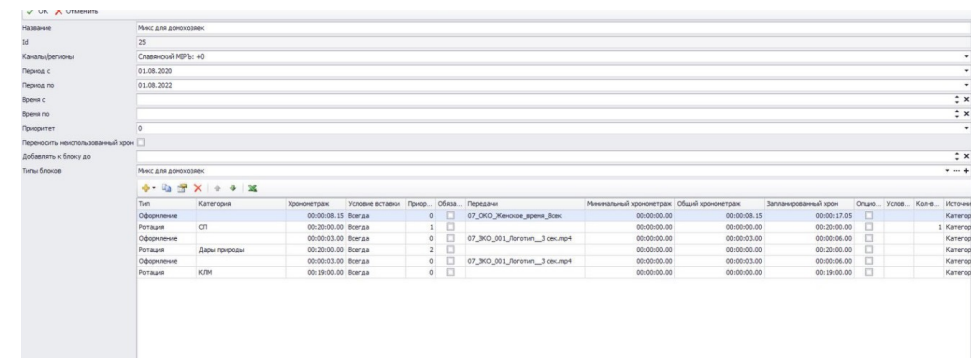 OK Отменить
Название Микс для домохозяек
Id 25
Каналы/регионы Славянский МIРЪ: +0
Период с 01.08.2020
Период по 01.08.2022
Время с
Время по
Приоритет 0
Переносить неиспользованный хрон
Добавлять к блоку до
Типы блоков Микс для домохозяек
Тип Категория Хронометраж Условие вставки Приор... Обяза... Передачи Минимальный хронометраж Общий хронометраж Запланированный хрон Опцио... Услов... Кол-в... Источни
Оформление 00:00:08.15 Всегда 0 07_ОКО_Женское_время_8сек 00:00:00.00 00:00:08.15 00:00:17.05 Категор
Ротация СП 00:20:00.00 Всегда 1 00:00:00.00 00:00:00.00 00:20:00.00 1 Категор
Оформление 00:00:03.00 Всегда 0 07_ЗКО_001_Логотип__3 сек.mp4 00:00:00.00 00:00:03.00 00:00:06.00 Категор
Ротация Дары природы 00:20:00.00 Всегда 2 00:00:00.00 00:00:00.00 00:20:00.00 Категор
Оформление 00:00:03.00 Всегда 0 07_ЗКО_001_Логотип__3 сек.mp4 00:00:00.00 00:00:03.00 00:00:06.00 Категор
Ротация КЛМ 00:19:00.00 Всегда 0 00:00:00.00 00:00:00.00 00:19:00.00 Категор